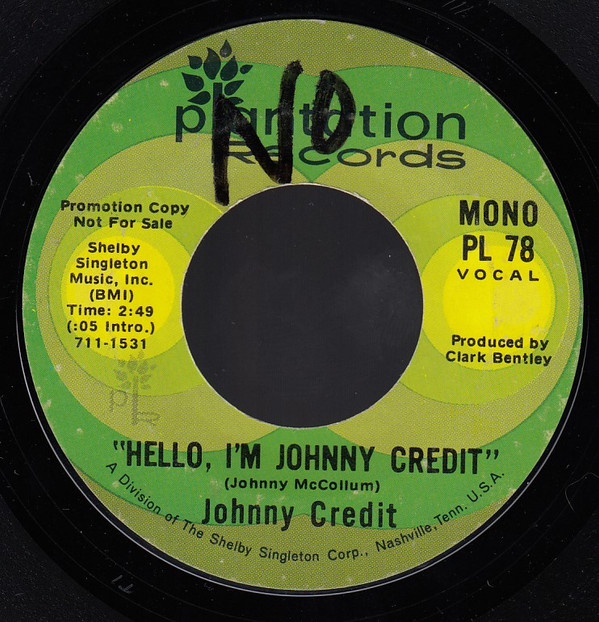 plantation
Records
NO
Promotion Copy
Not For Sale
Shelby
Singleton
Music, Inc.
(BMI)
Time: 2:49
(:05 Intro.)
711-1531
MONO
PL 78
VOCAL
Produced by
Clark Bentley
"HELLO, I'M JOHNNY CREDIT"
(Johnny McCollum)
Johnny Credit
A Division of The Shelby Singleton Corp., Nashville, Tenn. U.S.A.